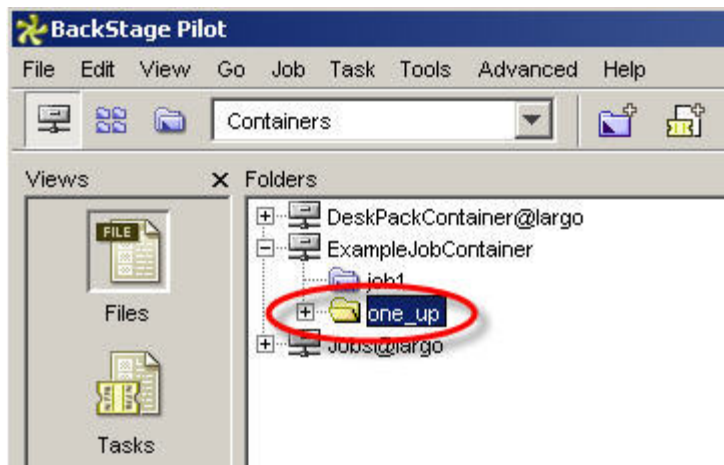 BackStage Pilot
File Edit View Go Job Task Tools Advanced Help
Containers
Views
Folders
FILE
Files
Tasks
DeskPackContainer@largo
ExampleJobContainer
job1
one_up
Jobs@largo